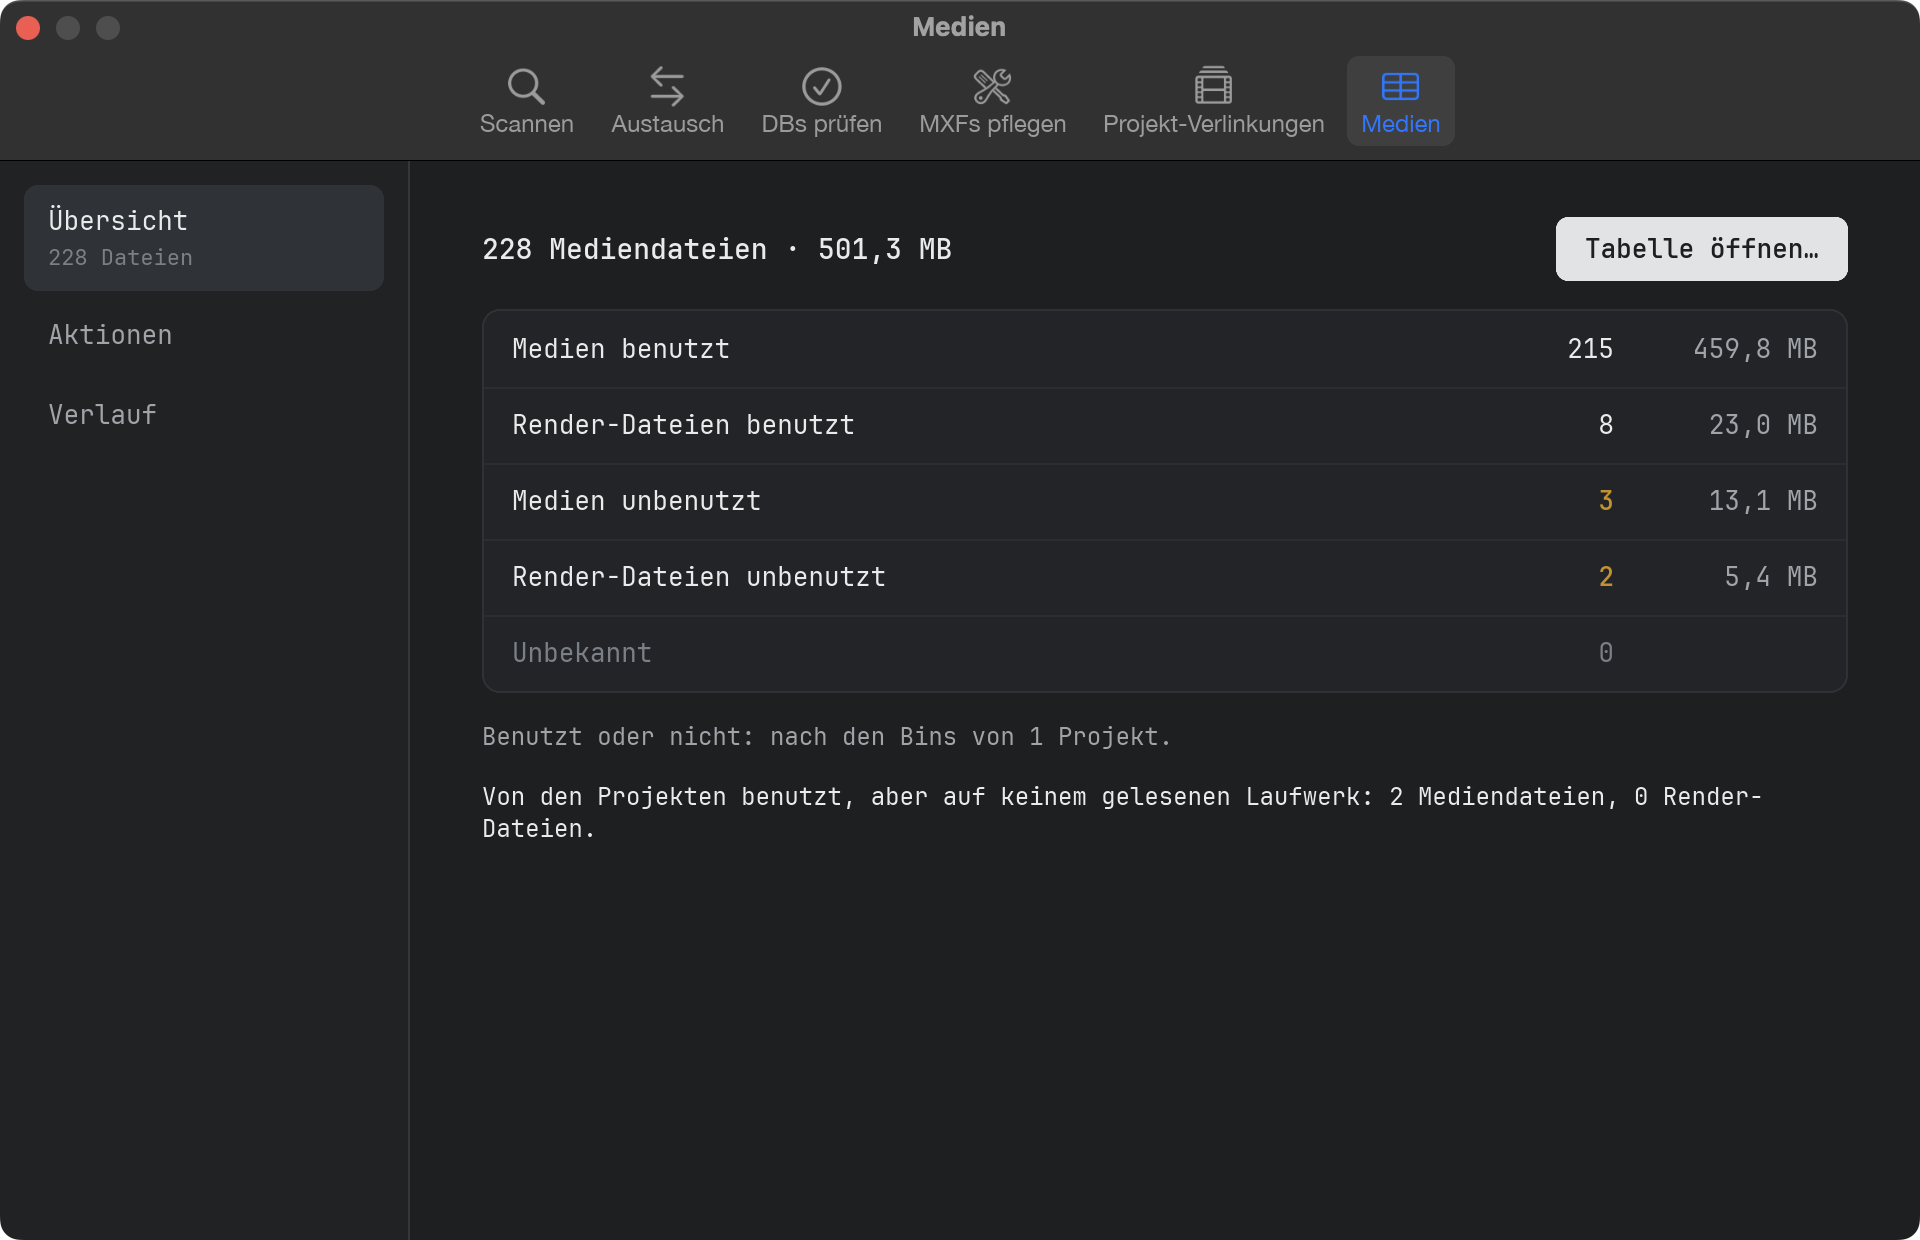 Medien
Scannen
Austausch
DBs prüfen
MXFs pflegen
Projekt-Verlinkungen
Medien
Übersicht
228 Dateien
Aktionen
Verlauf
228 Mediendateien · 501,3 MB
Tabelle öffnen…
Medien benutzt 215 459,8 MB
Render-Dateien benutzt 8 23,0 MB
Medien unbenutzt 3 13,1 MB
Render-Dateien unbenutzt 2 5,4 MB
Unbekannt 0
Benutzt oder nicht: nach den Bins von 1 Projekt.
Von den Projekten benutzt, aber auf keinem gelesenen Laufwerk: 2 Mediendateien, 0 Render-
Dateien.